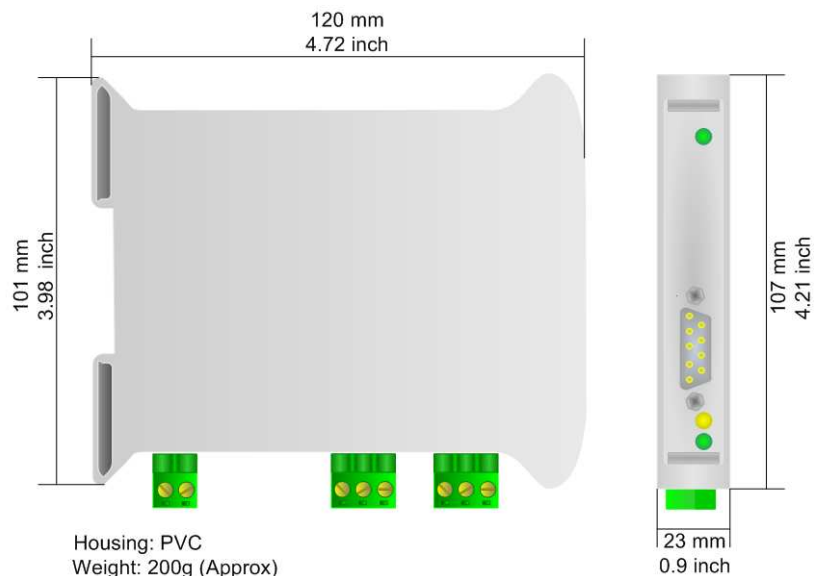 120 mm
4.72 inch
101 mm
3.98 inch
107 mm
4.21 inch
23 mm
0.9 inch
Housing: PVC
Weight: 200g (Approx)